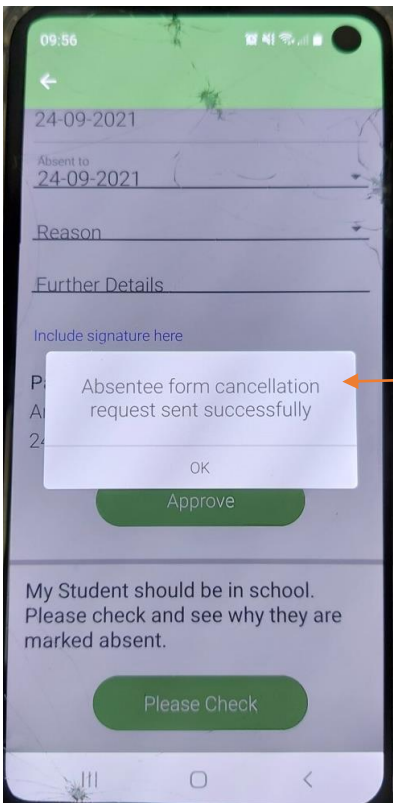 09:56
24-09-2021
Absent to
24-09-2021
Reason
Further Details
Include signature here
Absentee form cancellation
request sent successfully
OK
Approve
My Student should be in school.
Please check and see why they are
marked absent.
Please Check